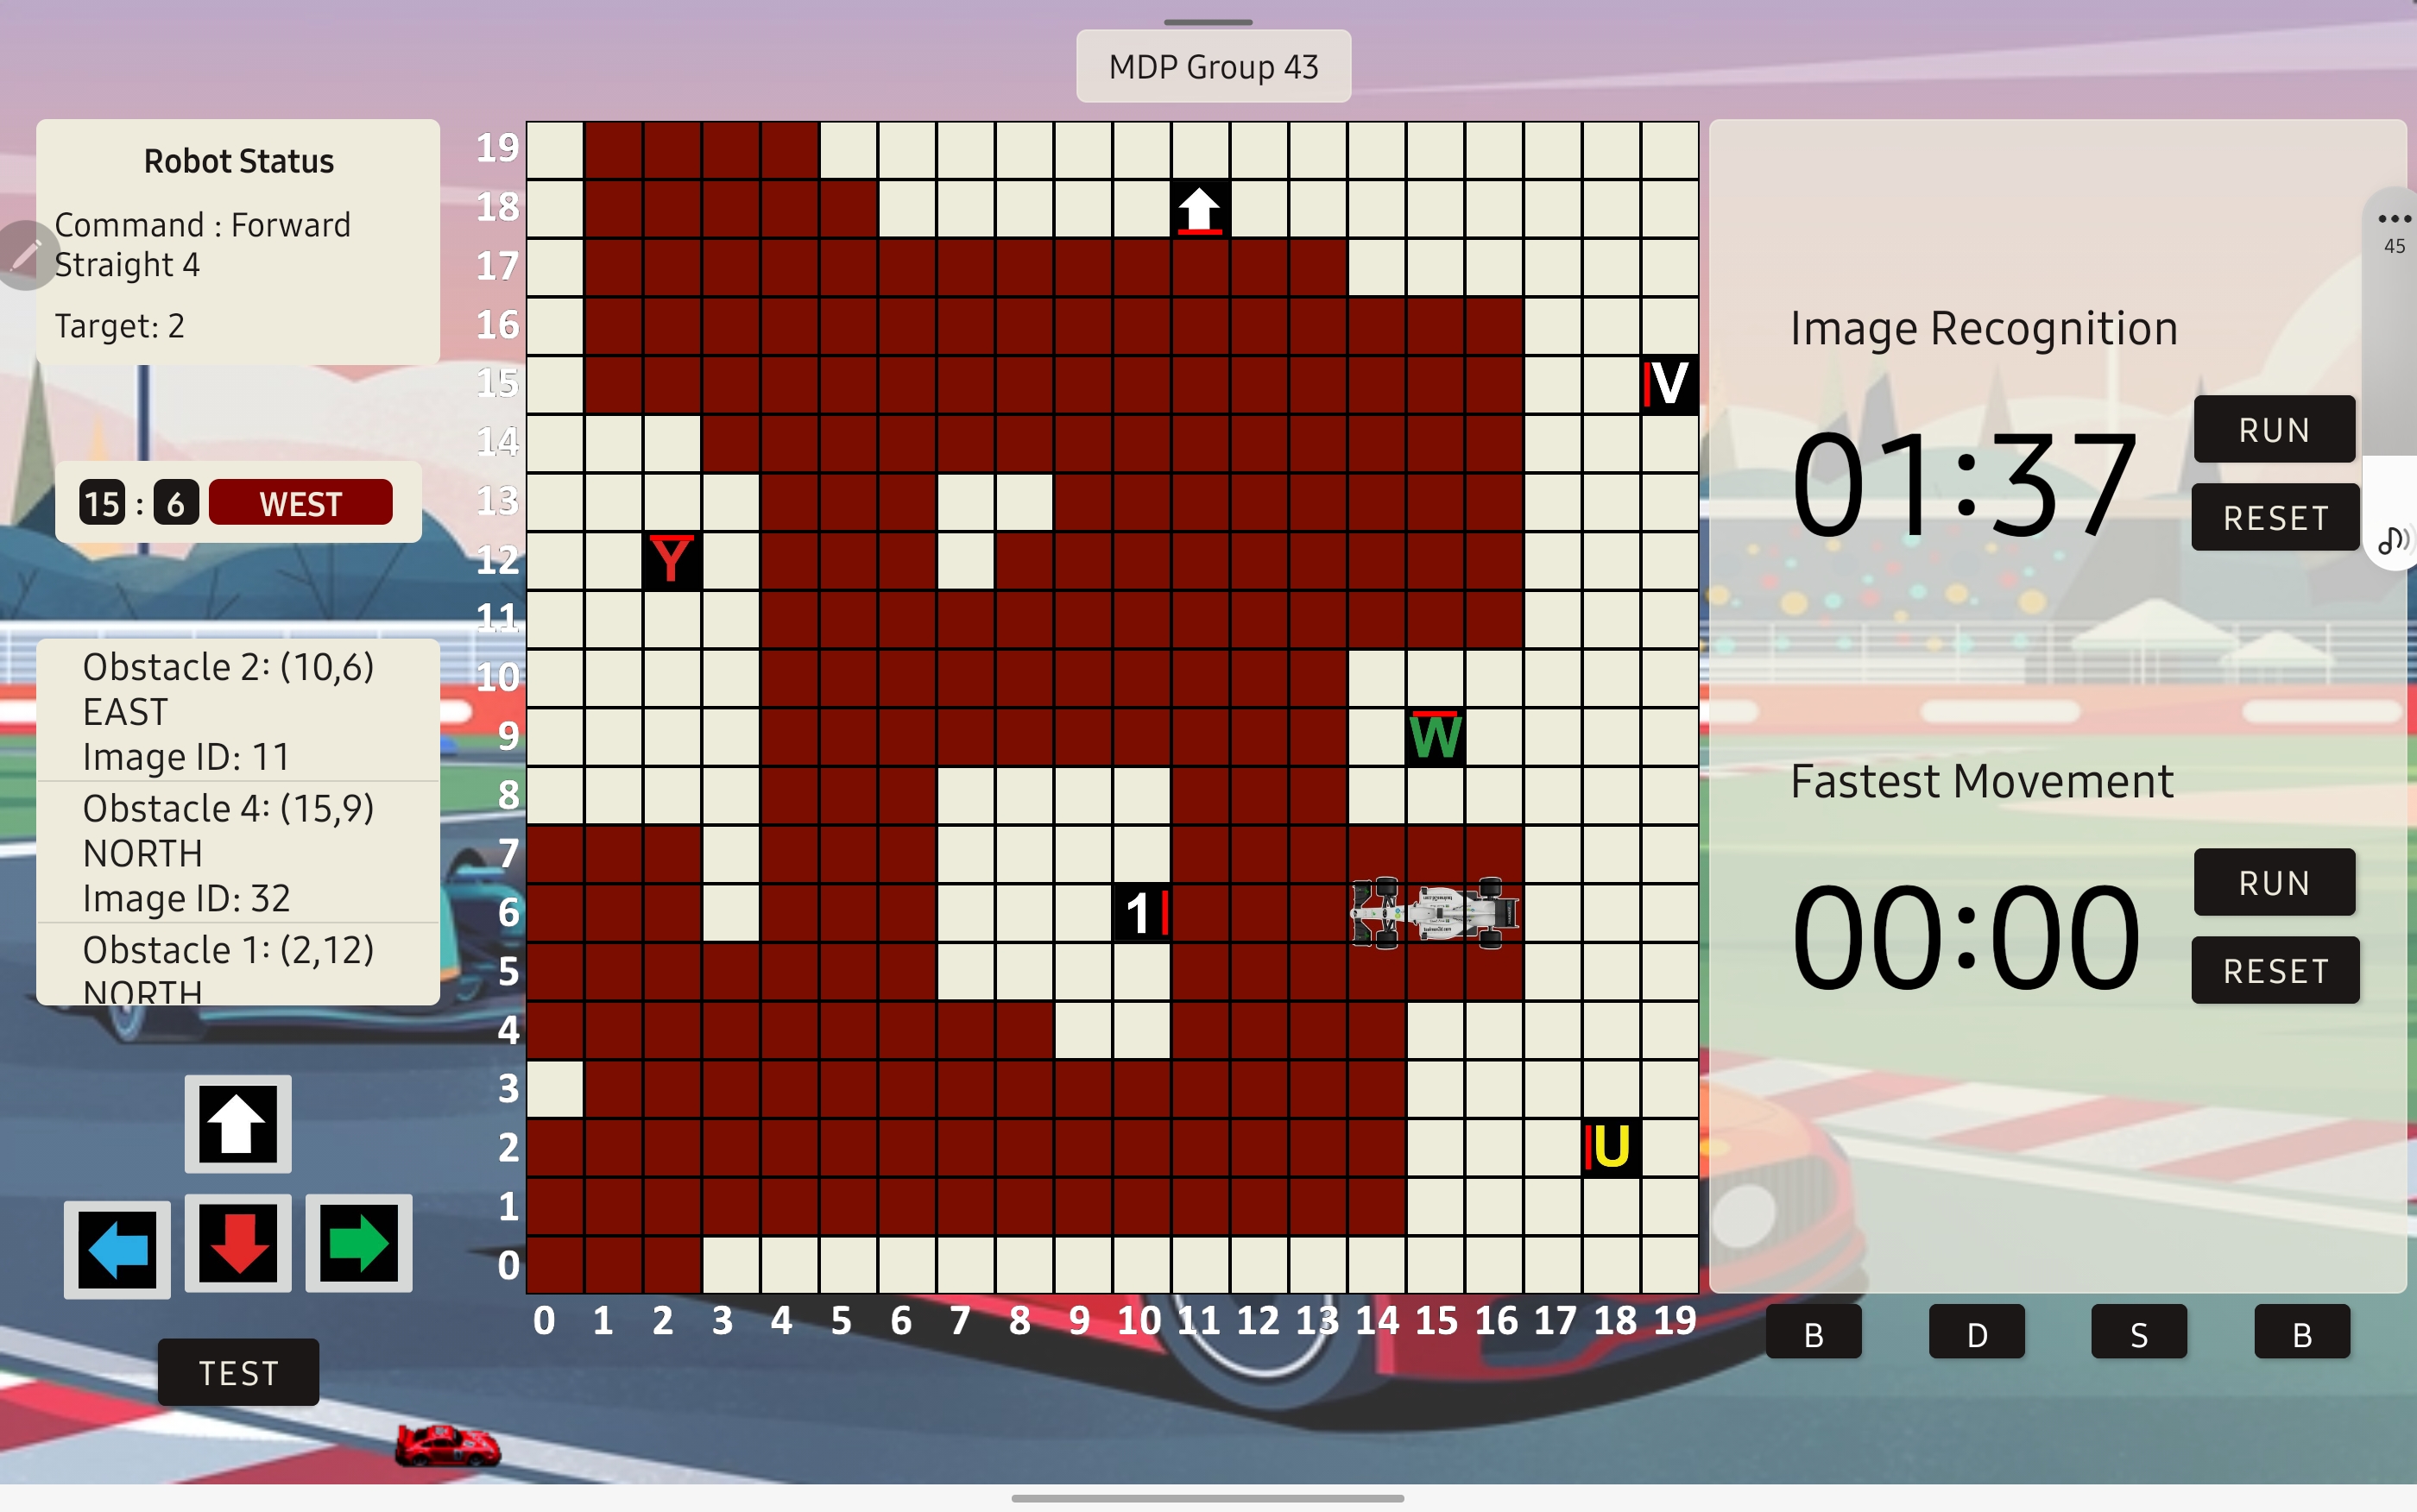 MDP Group 43
Robot Status
Command : Forward
Straight 4
Target: 2
15 : 6 WEST
Obstacle 2: (10,6)
EAST
Image ID: 11
Obstacle 4: (15,9)
NORTH
Image ID: 32
Obstacle 1: (2,12)
NORTH
TEST
19
18
17
16
15
V
14
13
12
Y
11
10
9
W
8
7
6
1
5
4
3
2
U
1
0
0 1 2 3 4 5 6 7 8 9 10 11 12 13 14 15 16 17 18 19
Image Recognition
01:37
RUN
RESET
Fastest Movement
00:00
RUN
RESET
B D S B
45